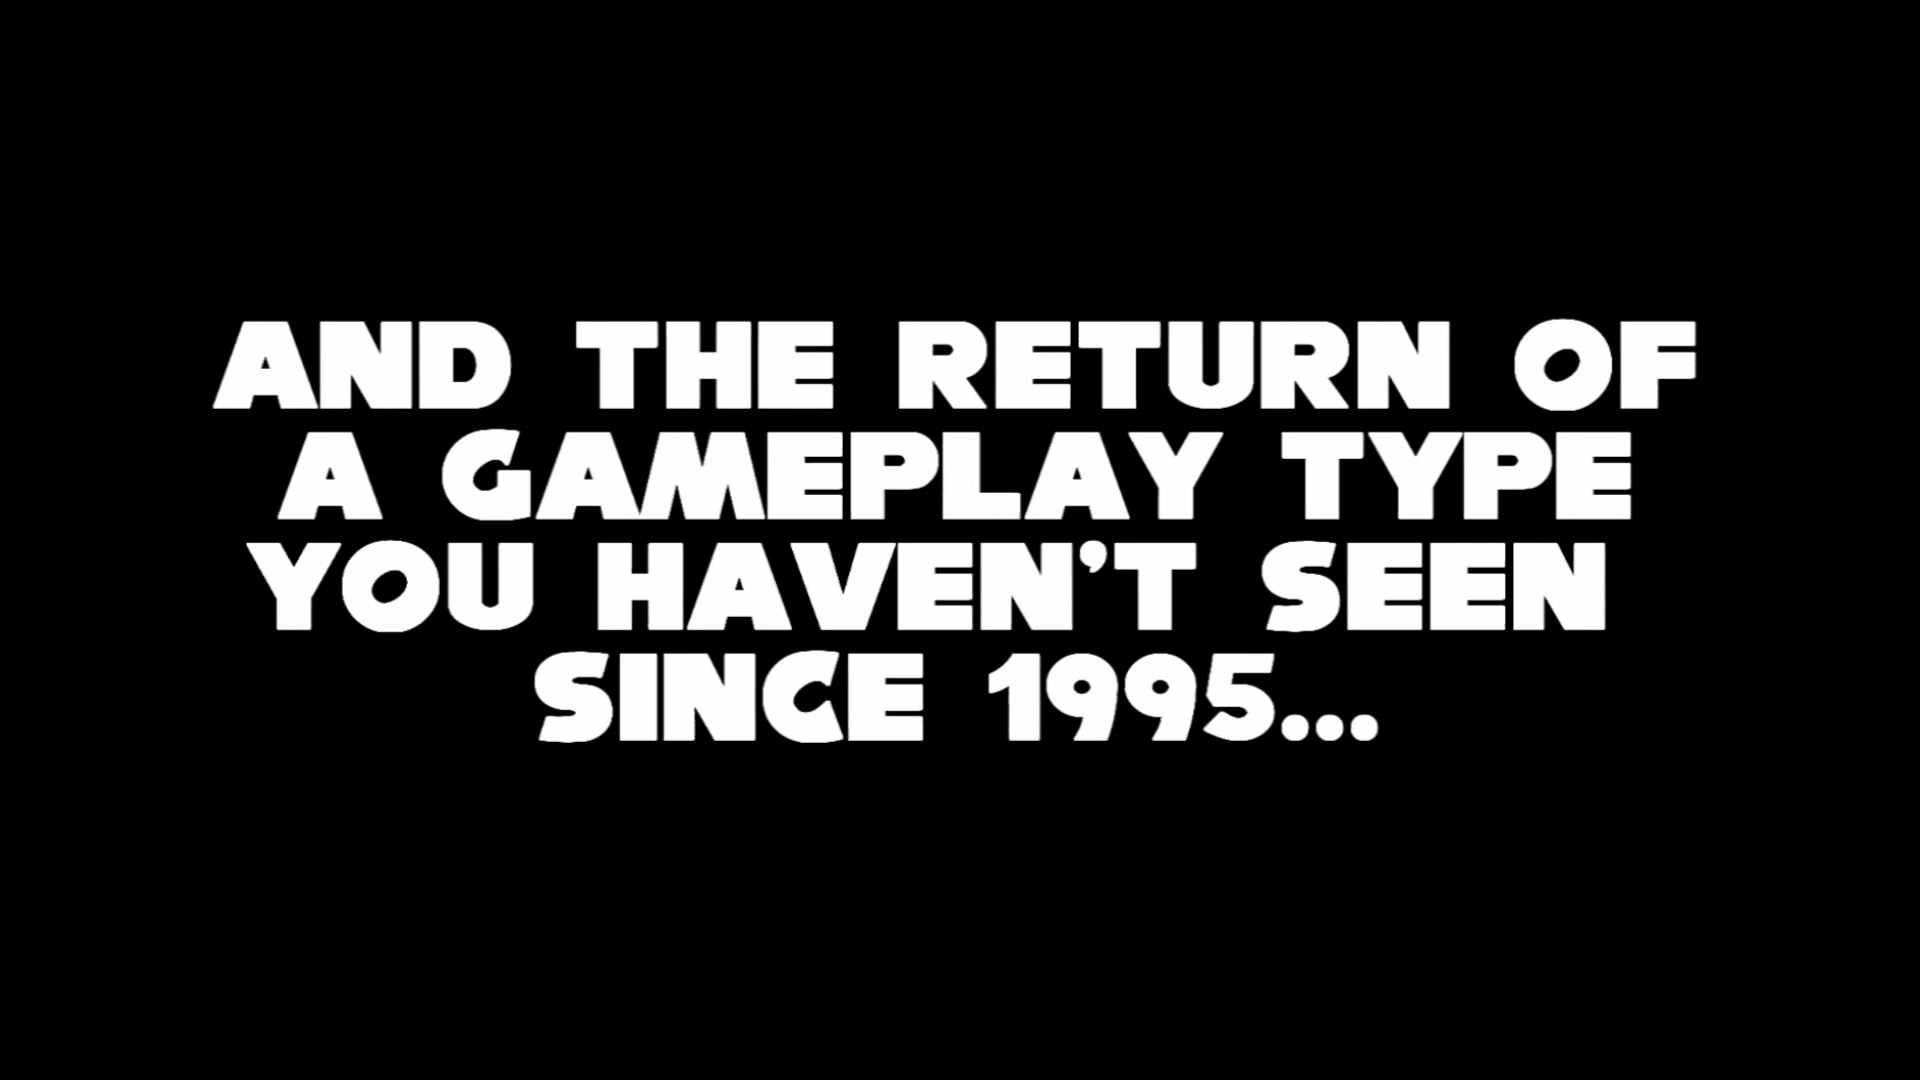 AND THE RETURN OF
A GAMEPLAY TYPE
YOU HAVEN'T SEEN
SINCE 1995...